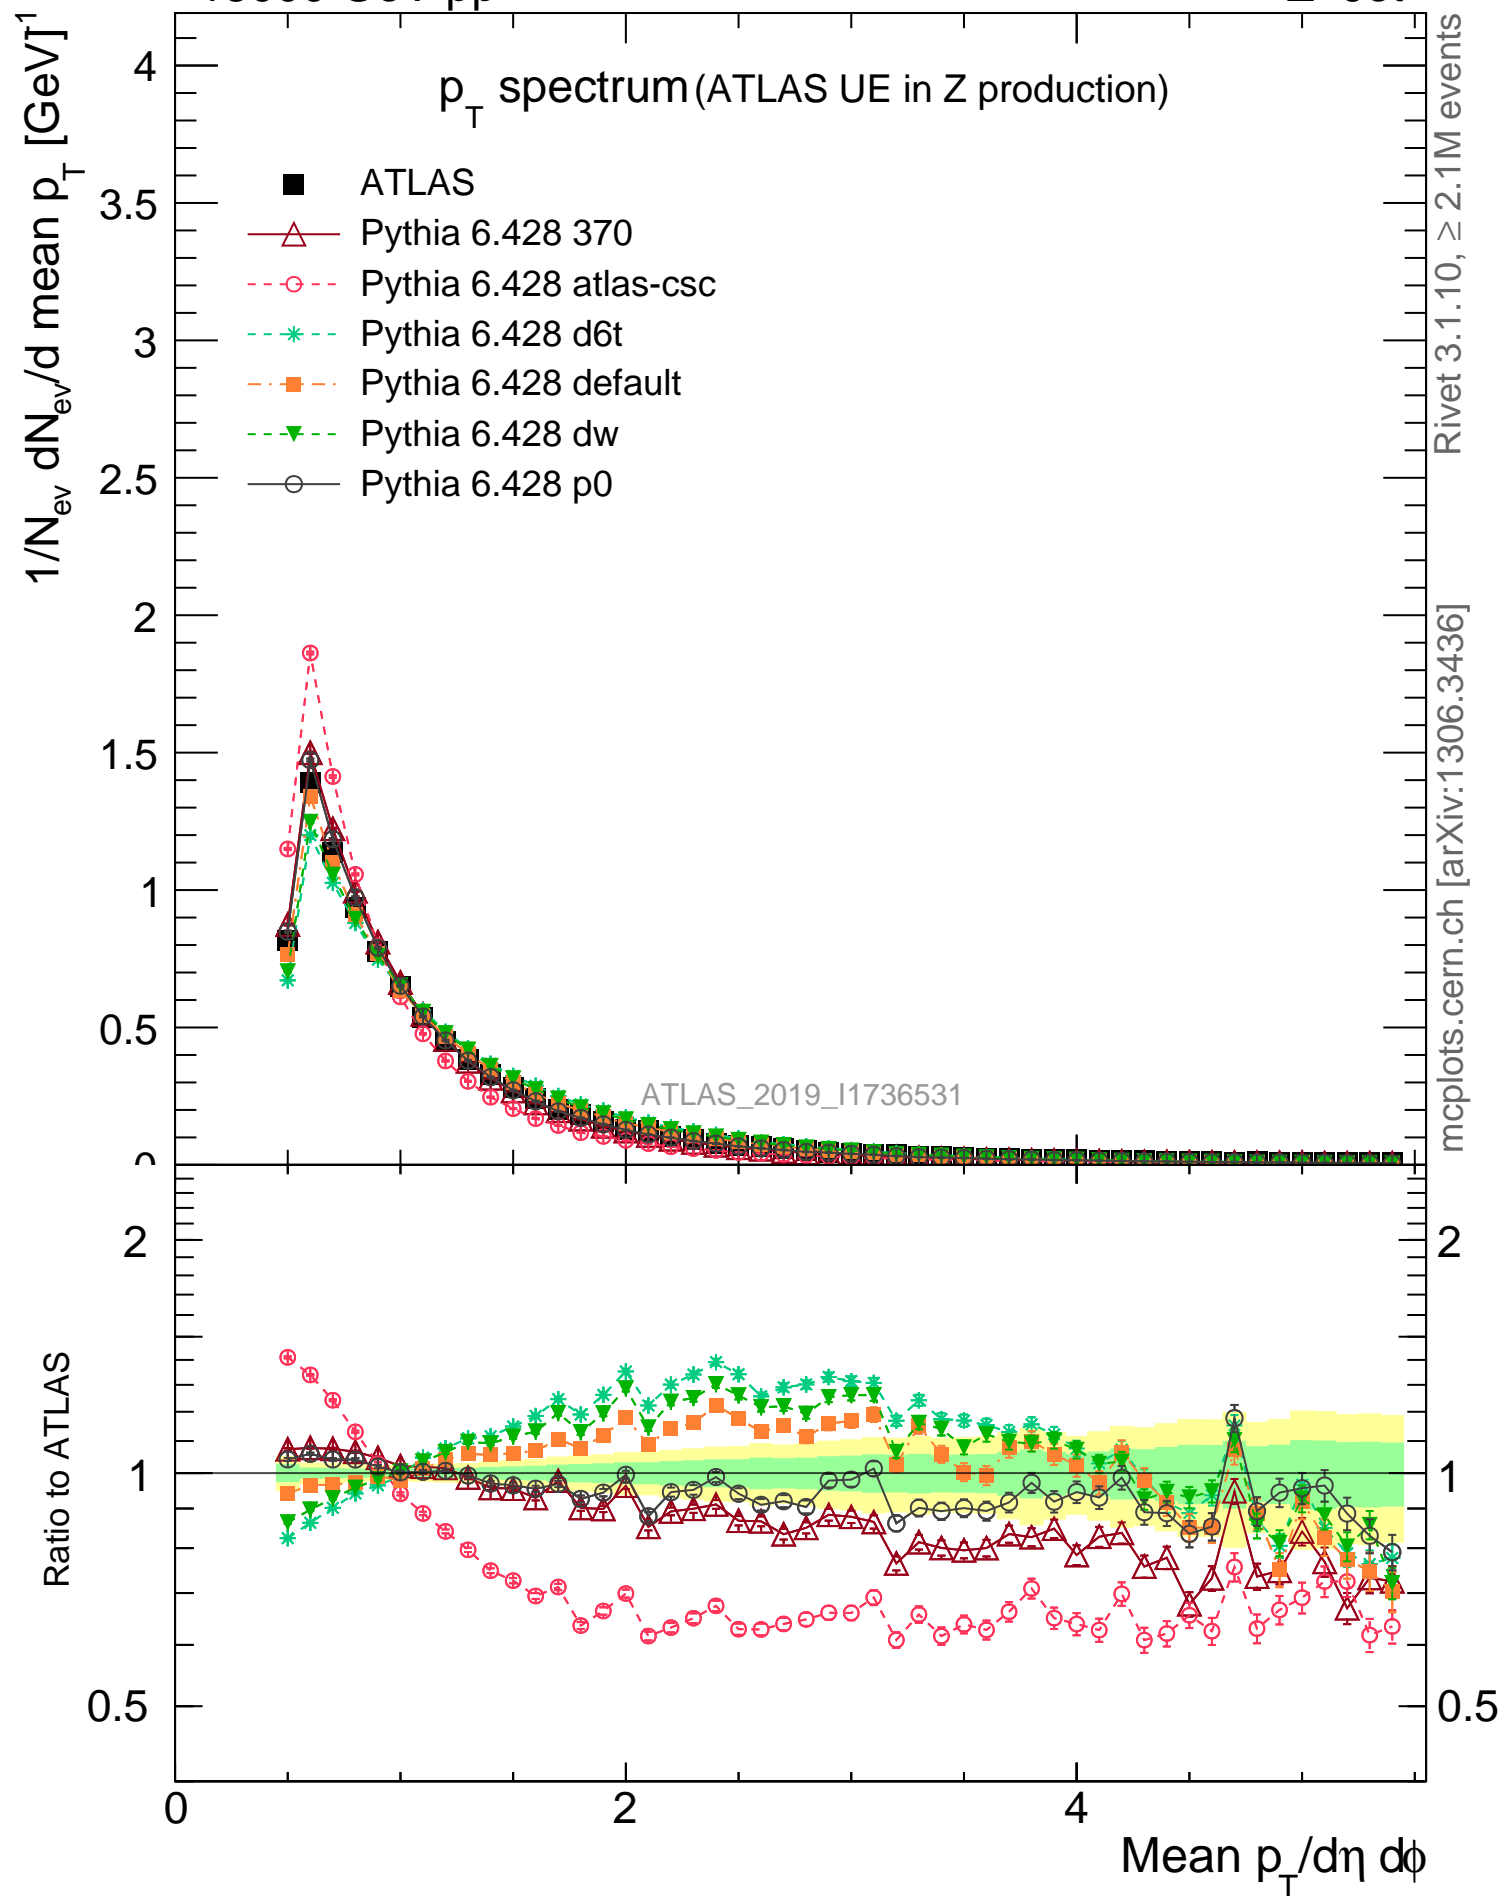 p_T spectrum (ATLAS UE in Z production)
1/N_ev dN_ev/d mean p_T [GeV]^-1
ATLAS
Pythia 6.428 370
Pythia 6.428 atlas-csc
Pythia 6.428 d6t
Pythia 6.428 default
Pythia 6.428 dw
Pythia 6.428 p0
4
3.5
3
2.5
2
1.5
1
0.5
0
ATLAS_2019_I1736531
Rivet 3.1.10, ≥ 2.1M events
mcplots.cern.ch [arXiv:1306.3436]
Ratio to ATLAS
2
1
0.5
2
1
0.5
0
2
4
Mean p_T/dη dϕ